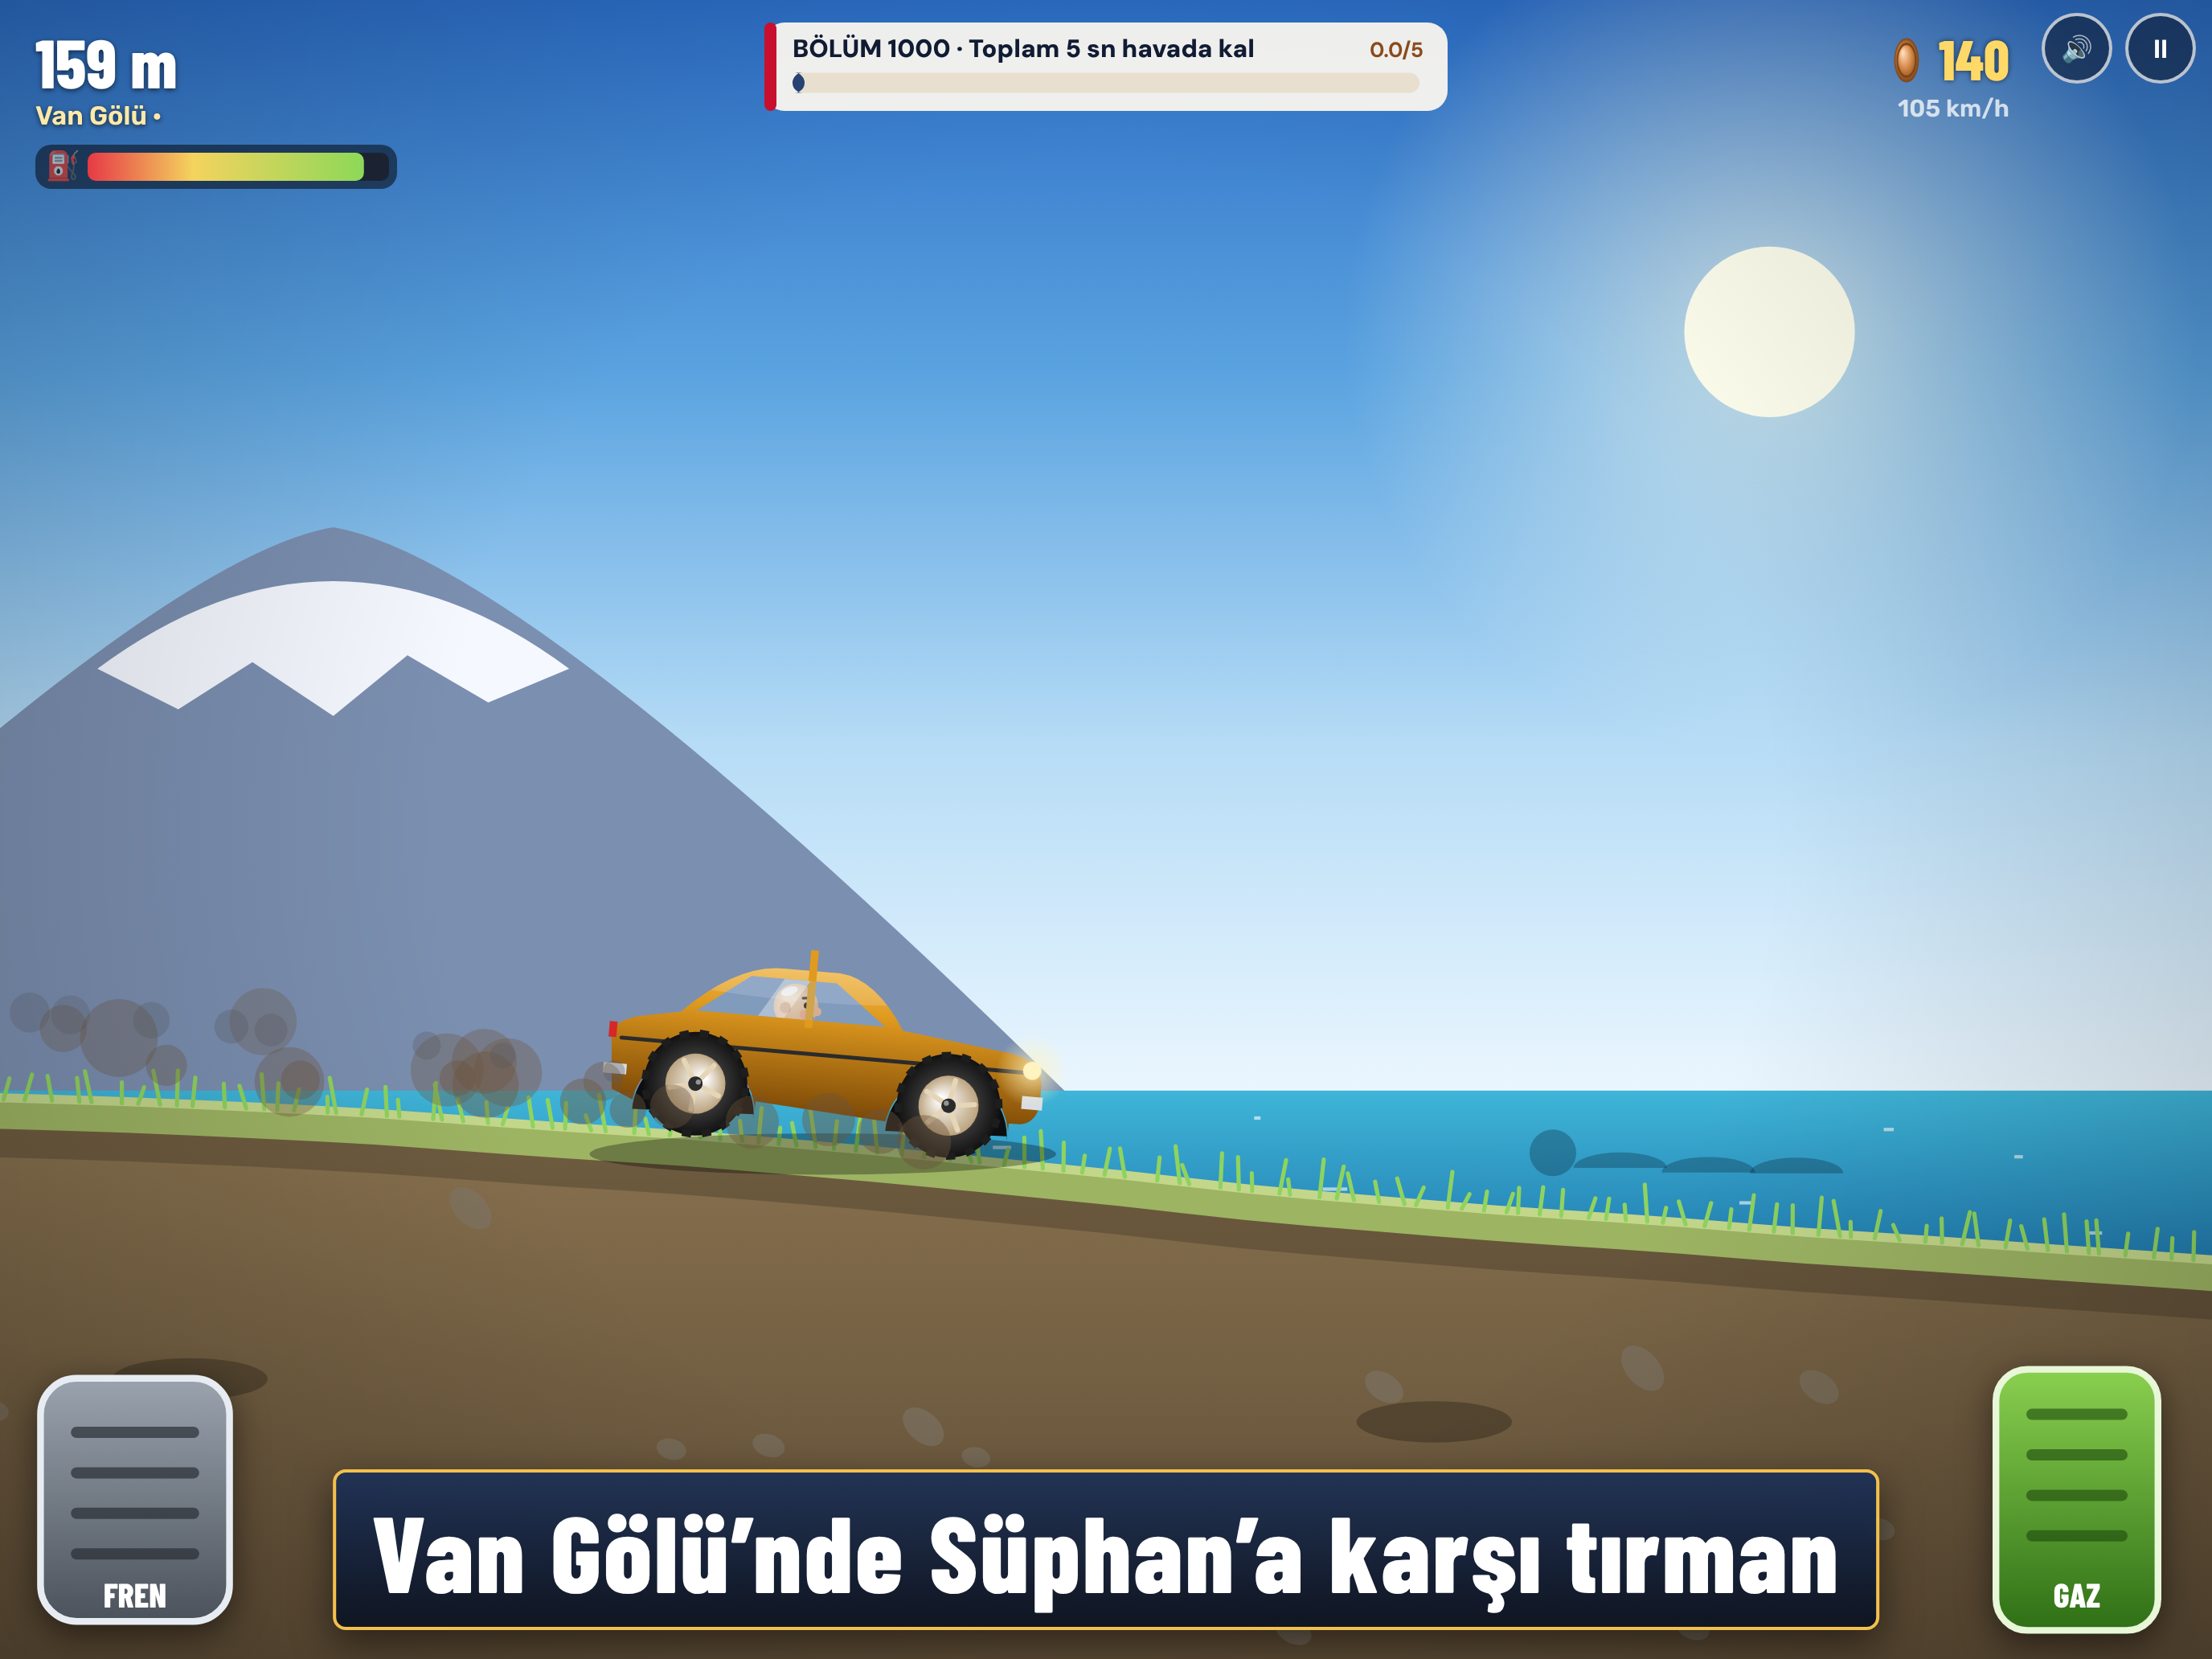 159 m
Van Gölü •
BÖLÜM 1000 · Toplam 5 sn havada kal
0.0/5
140
105 km/h
FREN
Van Gölü’nde Süphan’a karşı tırman
GAZ